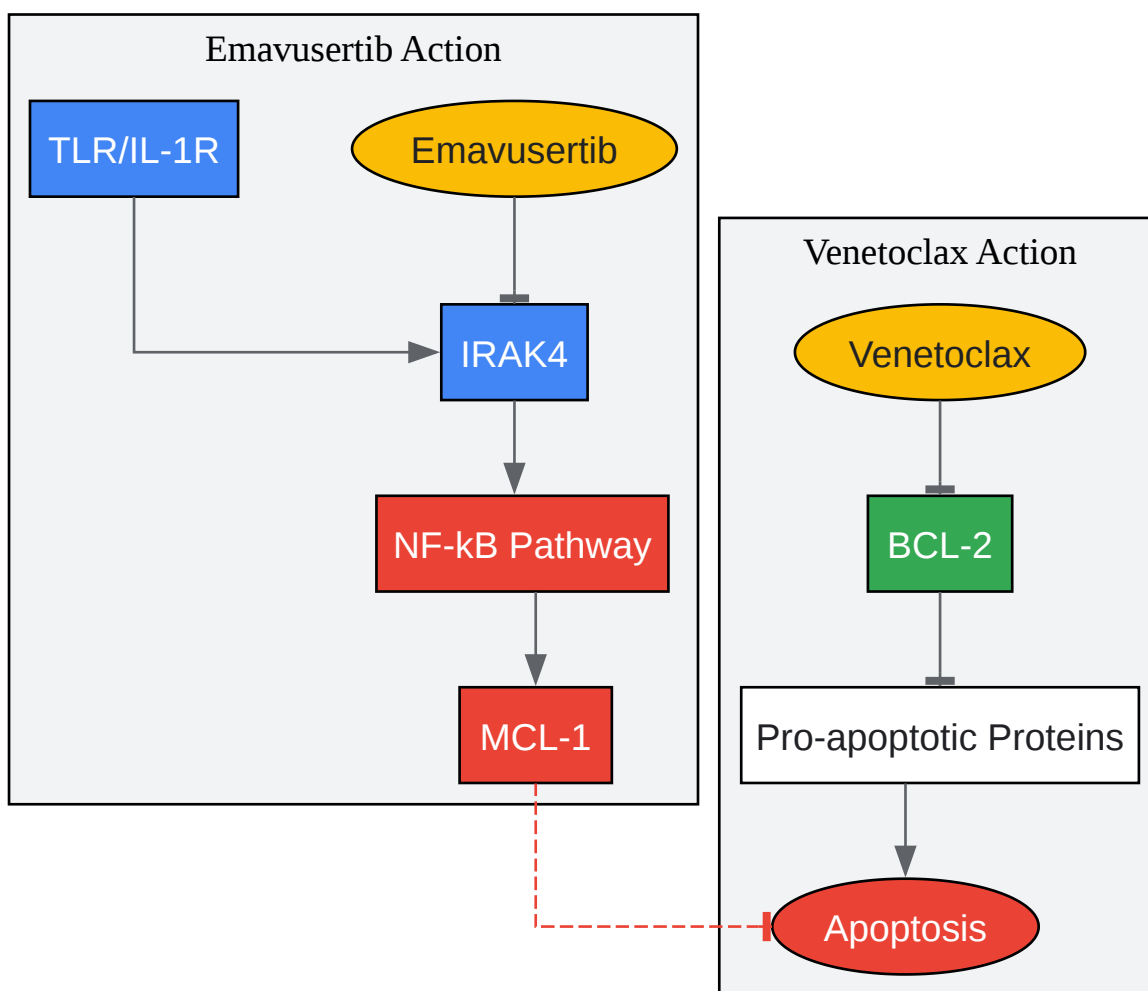 Emavusertib Action
TLR/IL-1R
Emavusertib
IRAK4
NF-kB Pathway
MCL-1
Venetoclax Action
Venetoclax
BCL-2
Pro-apoptotic Proteins
Apoptosis